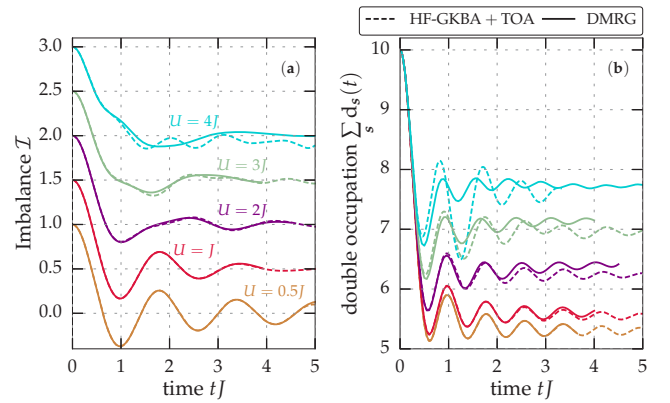 HF-GKBA + TOA DMRG
(a)
3.0
2.5
2.0
1.5
1.0
0.5
0.0
Imbalance ℐ
U = 4J
U = 3J
U = 2J
U = J
U = 0.5J
0 1 2 3 4 5
time tJ
(b)
10
9
8
7
6
5
double occupation ∑ₛ dₛ(t)
0 1 2 3 4 5
time tJ